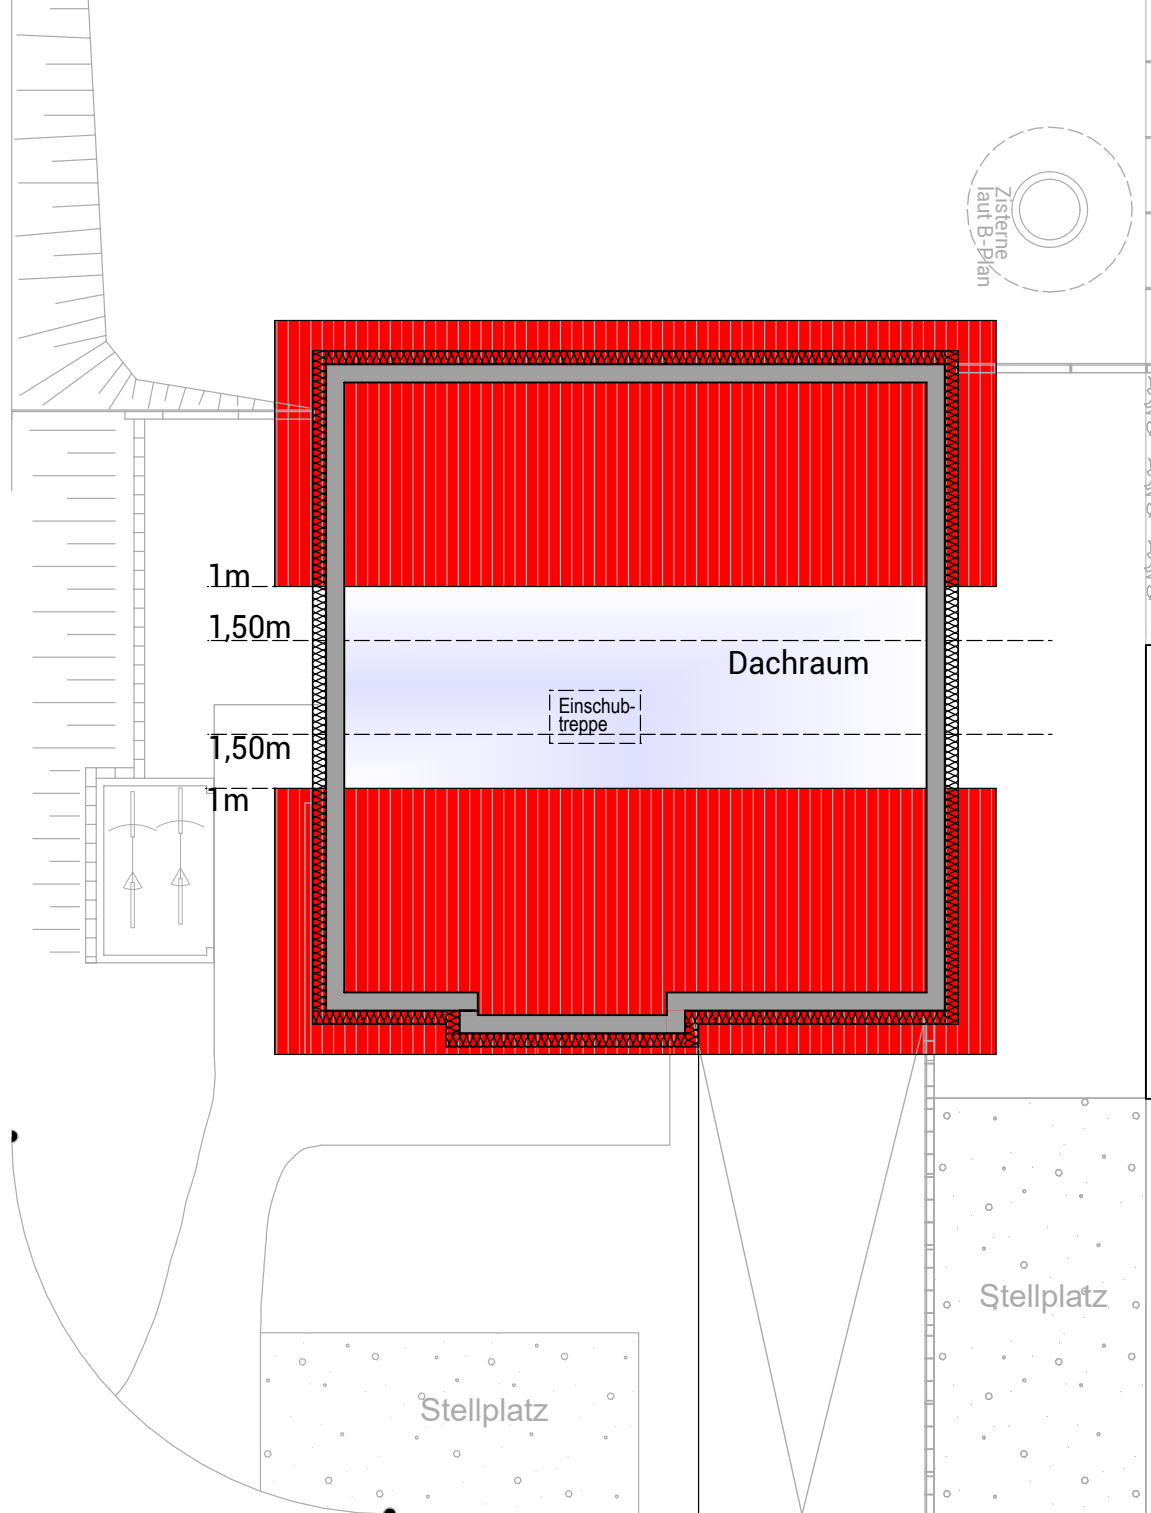 Zisterne
laut B-Plan
1m
1,50m
Dachraum
Einschub-
treppe
1,50m
1m
Stellplatz
Stellplatz